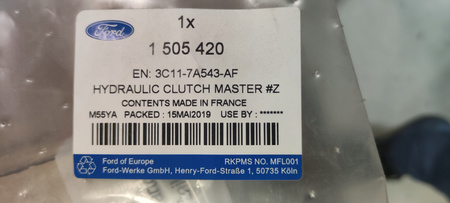 Ford
1x
1 505 420
EN: 3C11-7A543-AF
HYDRAULIC CLUTCH MASTER #Z
CONTENTS MADE IN FRANCE
M55YA PACKED : 15MAI2019 USE BY : *******
Ford of Europe RKPMS NO. MFL001
Ford-Werke GmbH, Henry-Ford-Straße 1, 50735 Köln